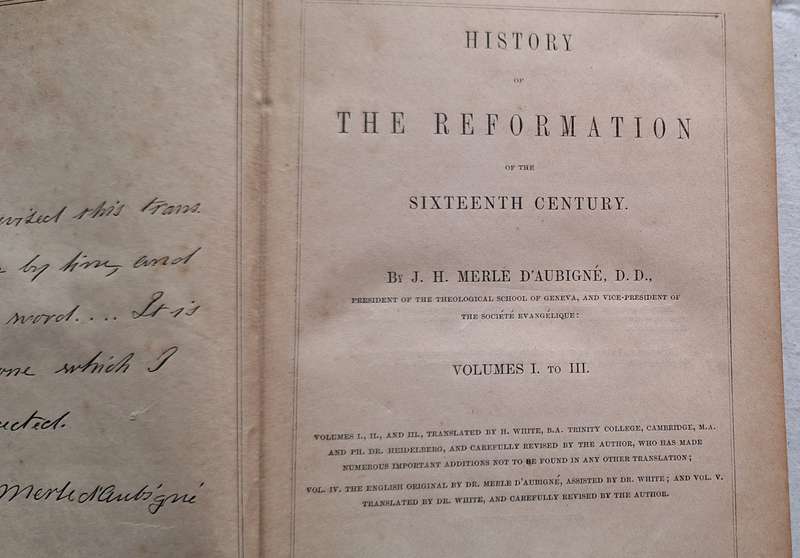 evised this trans
by line, and
word.... It is
one which I
ected.
Merle d'Aubigné
HISTORY
OF
THE REFORMATION
OF THE
SIXTEENTH CENTURY.
BY J. H. MERLE D'AUBIGNÉ, D. D.,
PRESIDENT OF THE THEOLOGICAL SCHOOL OF GENEVA, AND VICE-PRESIDENT OF
THE SOCIÉTÉ EVANGÉLIQUE:
VOLUMES I. TO III.
VOLUMES I., II., AND III., TRANSLATED BY H. WHITE, B.A. TRINITY COLLEGE, CAMBRIDGE, M.A.
AND PH. DR. HEIDELBERG, AND CAREFULLY REVISED BY THE AUTHOR, WHO HAS MADE
NUMEROUS IMPORTANT ADDITIONS NOT TO BE FOUND IN ANY OTHER TRANSLATION;
VOL. IV. THE ENGLISH ORIGINAL BY DR. MERLE D'AUBIGNÉ, ASSISTED BY DR. WHITE; AND VOL. V.
TRANSLATED BY DR. WHITE, AND CAREFULLY REVISED BY THE AUTHOR.